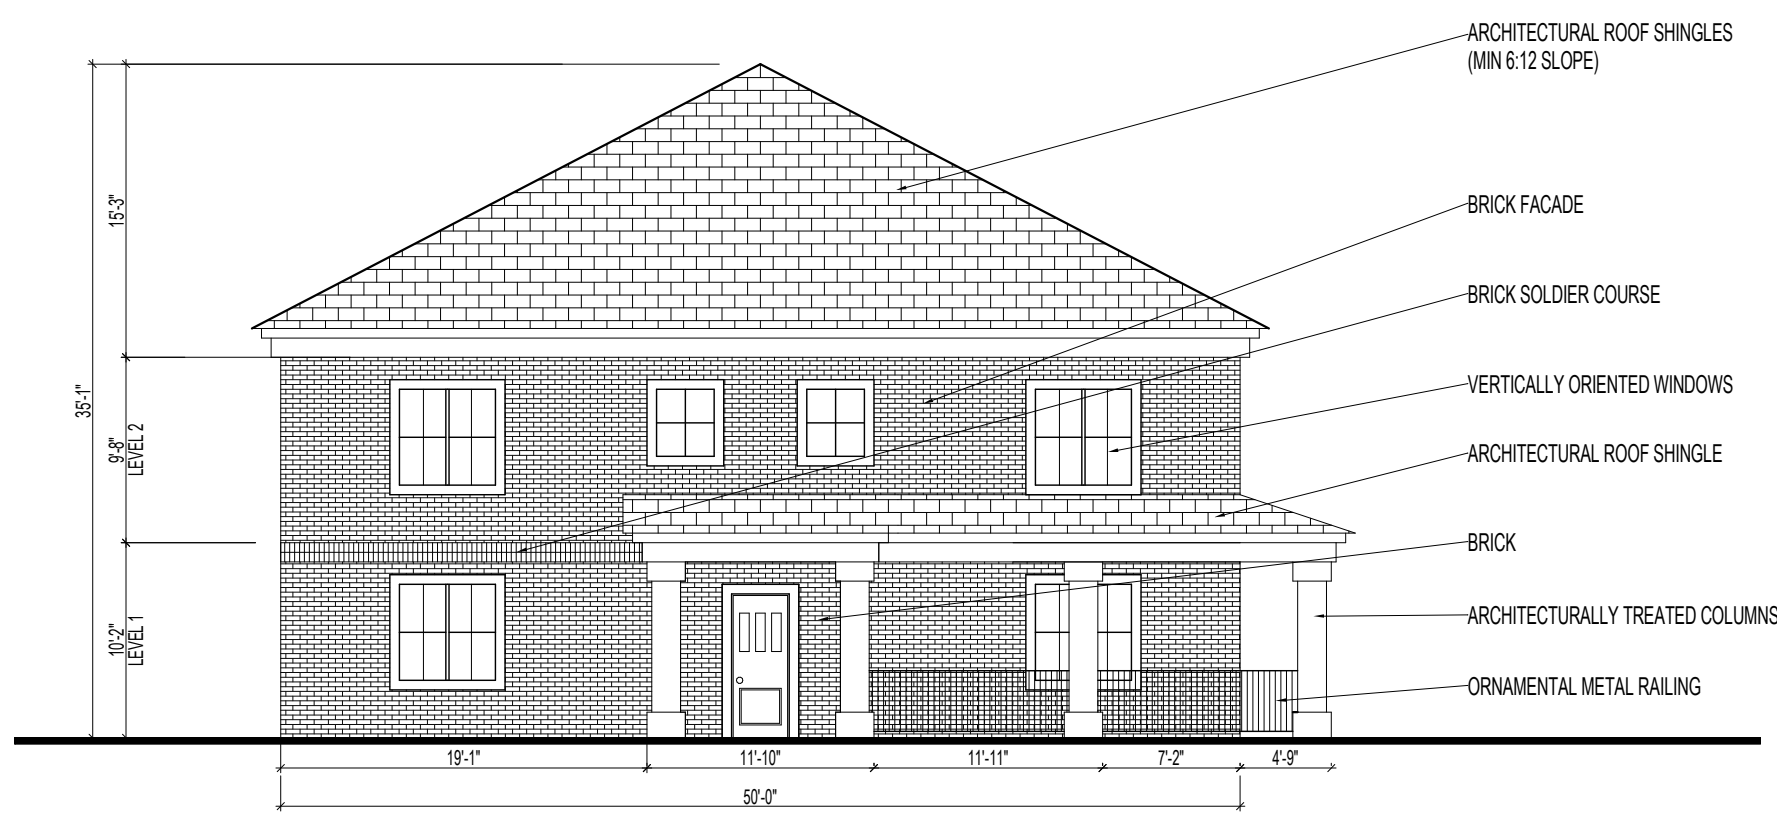 ARCHITECTURAL ROOF SHINGLES
(MIN 6:12 SLOPE)
BRICK FACADE
BRICK SOLDIER COURSE
VERTICALLY ORIENTED WINDOWS
ARCHITECTURAL ROOF SHINGLE
BRICK
ARCHITECTURALLY TREATED COLUMNS
ORNAMENTAL METAL RAILING
35'-1"
15'-3"
9'-8"
LEVEL 2
10'-2"
LEVEL 1
19'-1"
11'-10"
11'-11"
7'-2"
4'-9"
50'-0"